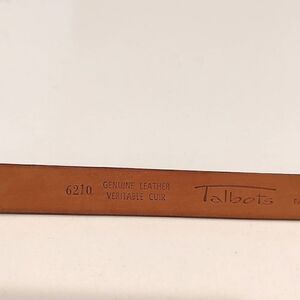 6210
GENUINE LEATHER
VERITABLE CUIR
Talbots